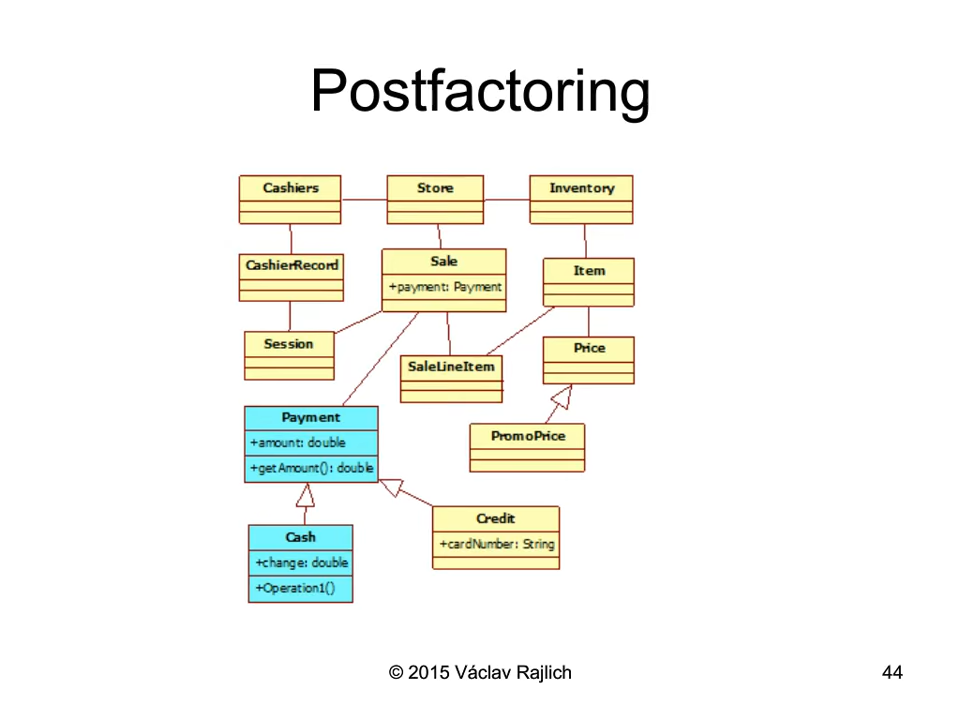 Postfactoring
Cashiers
Store
Inventory
CashierRecord
Sale
+payment: Payment
Item
Session
SaleLineItem
Price
Payment
+amount: double
+getAmount(): double
PromoPrice
Cash
+change: double
+Operation1()
Credit
+cardNumber: String
© 2015 Václav Rajlich
44